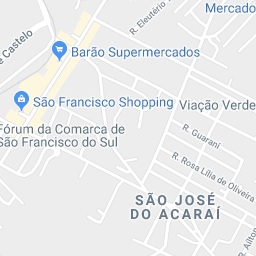 Mercado
R. Eleutério
e Castelo
Barão Supermercados
São Francisco Shopping
Viação Verde
Fórum da Comarca de
São Francisco do Sul
R. Guarani
R. Rosa Lilia de Oliveira
SÃO JOSÉ
DO ACARAÍ
R. Ailton